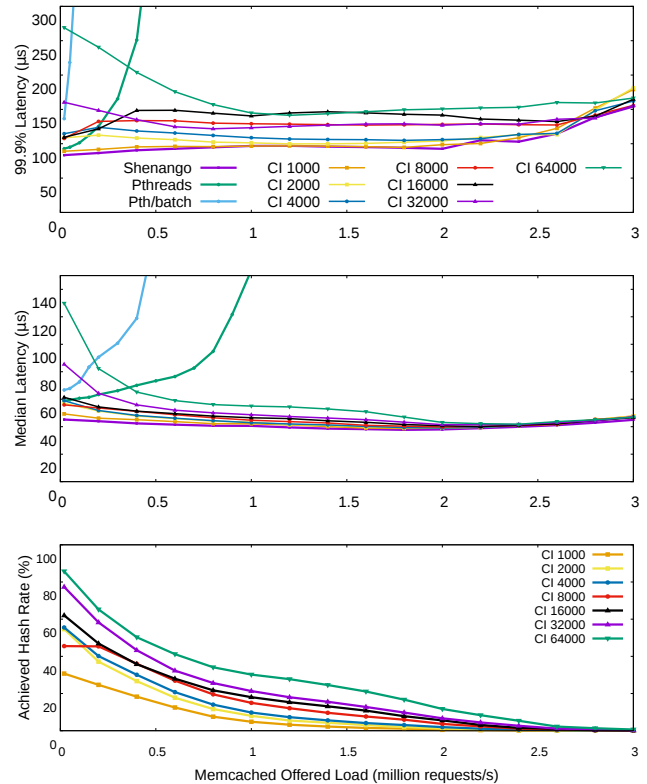 300
250
200
150
100
50
0
99.9% Latency (µs)
Shenango
Pthreads
Pth/batch
CI 1000
CI 2000
CI 4000
CI 8000
CI 16000
CI 32000
CI 64000
0 0.5 1 1.5 2 2.5 3
140
120
100
80
60
40
20
0
Median Latency (µs)
0 0.5 1 1.5 2 2.5 3
100
80
60
40
20
0
Achieved Hash Rate (%)
CI 1000
CI 2000
CI 4000
CI 8000
CI 16000
CI 32000
CI 64000
0 0.5 1 1.5 2 2.5 3
Memcached Offered Load (million requests/s)